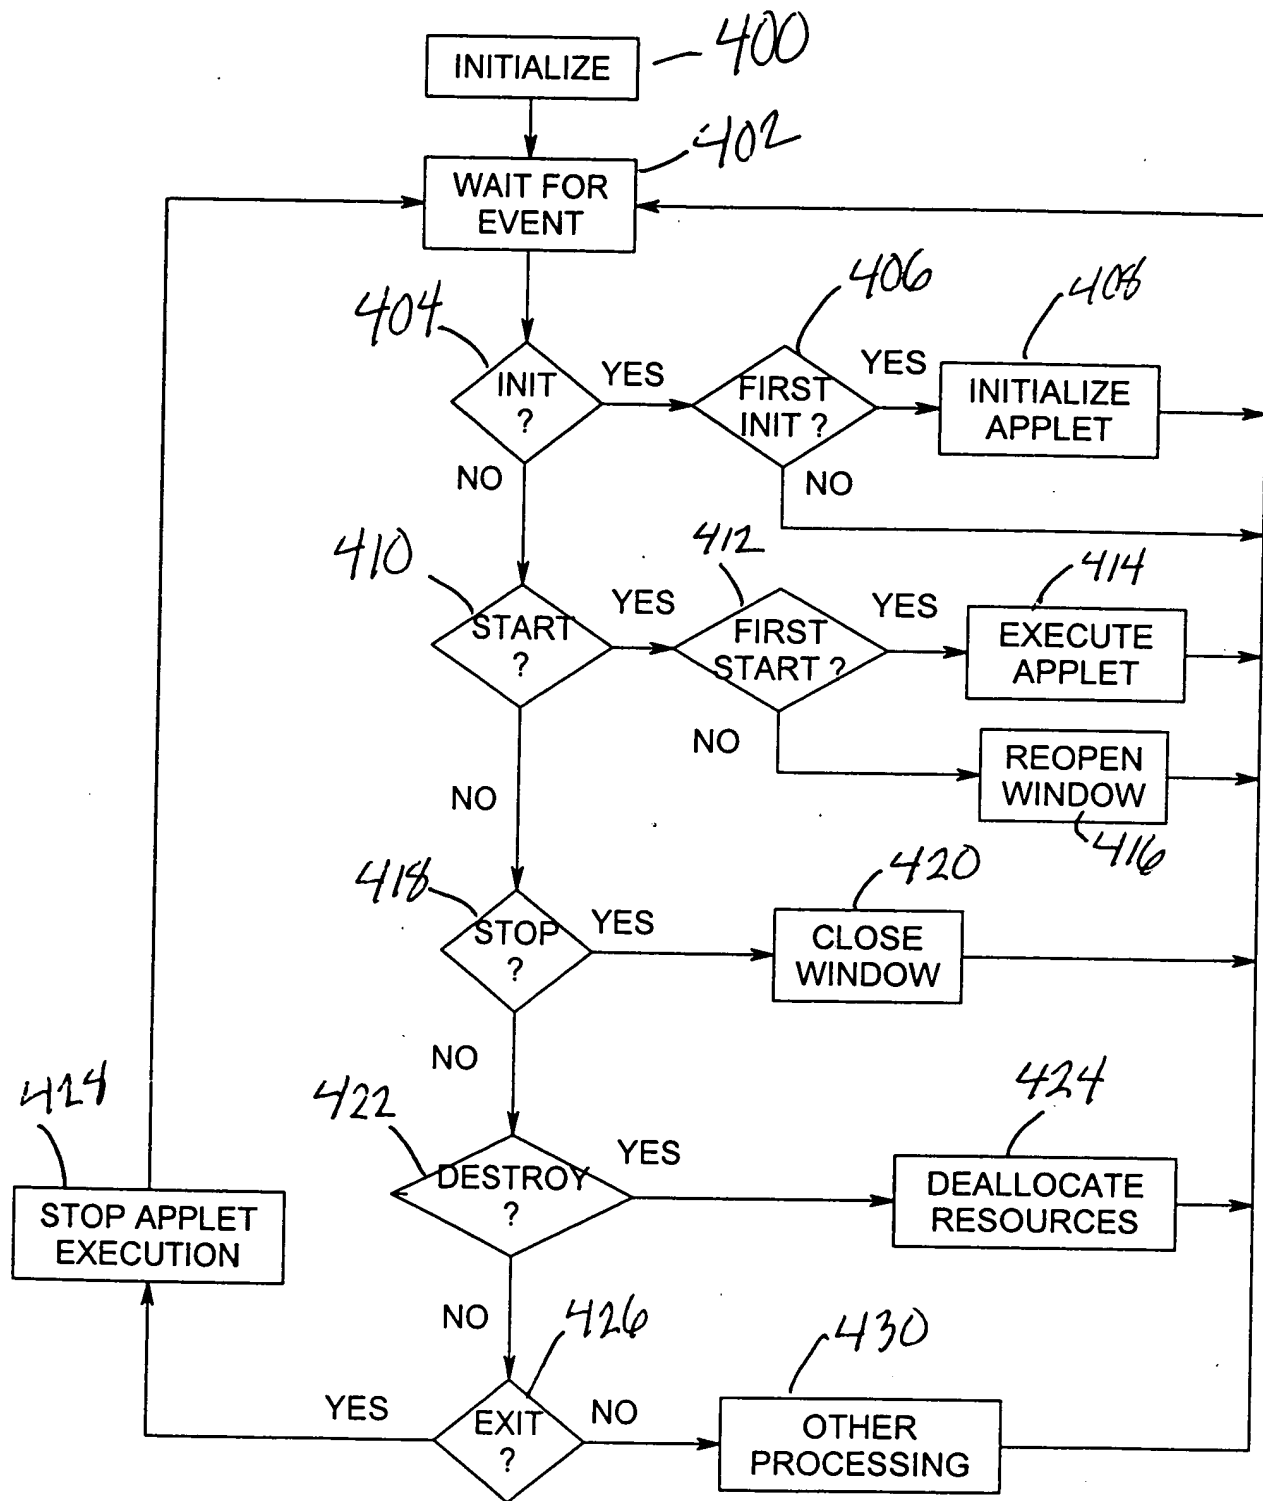 INITIALIZE
400
402
WAIT FOR
EVENT
404
406
408
INIT
?
YES
FIRST
INIT ?
YES
INITIALIZE
APPLET
NO
NO
410
412
414
START
?
YES
FIRST
START ?
YES
EXECUTE
APPLET
NO
REOPEN
WINDOW
416
NO
418
420
STOP
?
YES
CLOSE
WINDOW
NO
424
422
424
DESTROY
?
YES
DEALLOCATE
RESOURCES
STOP APPLET
EXECUTION
NO
426
430
YES
EXIT
?
NO
OTHER
PROCESSING